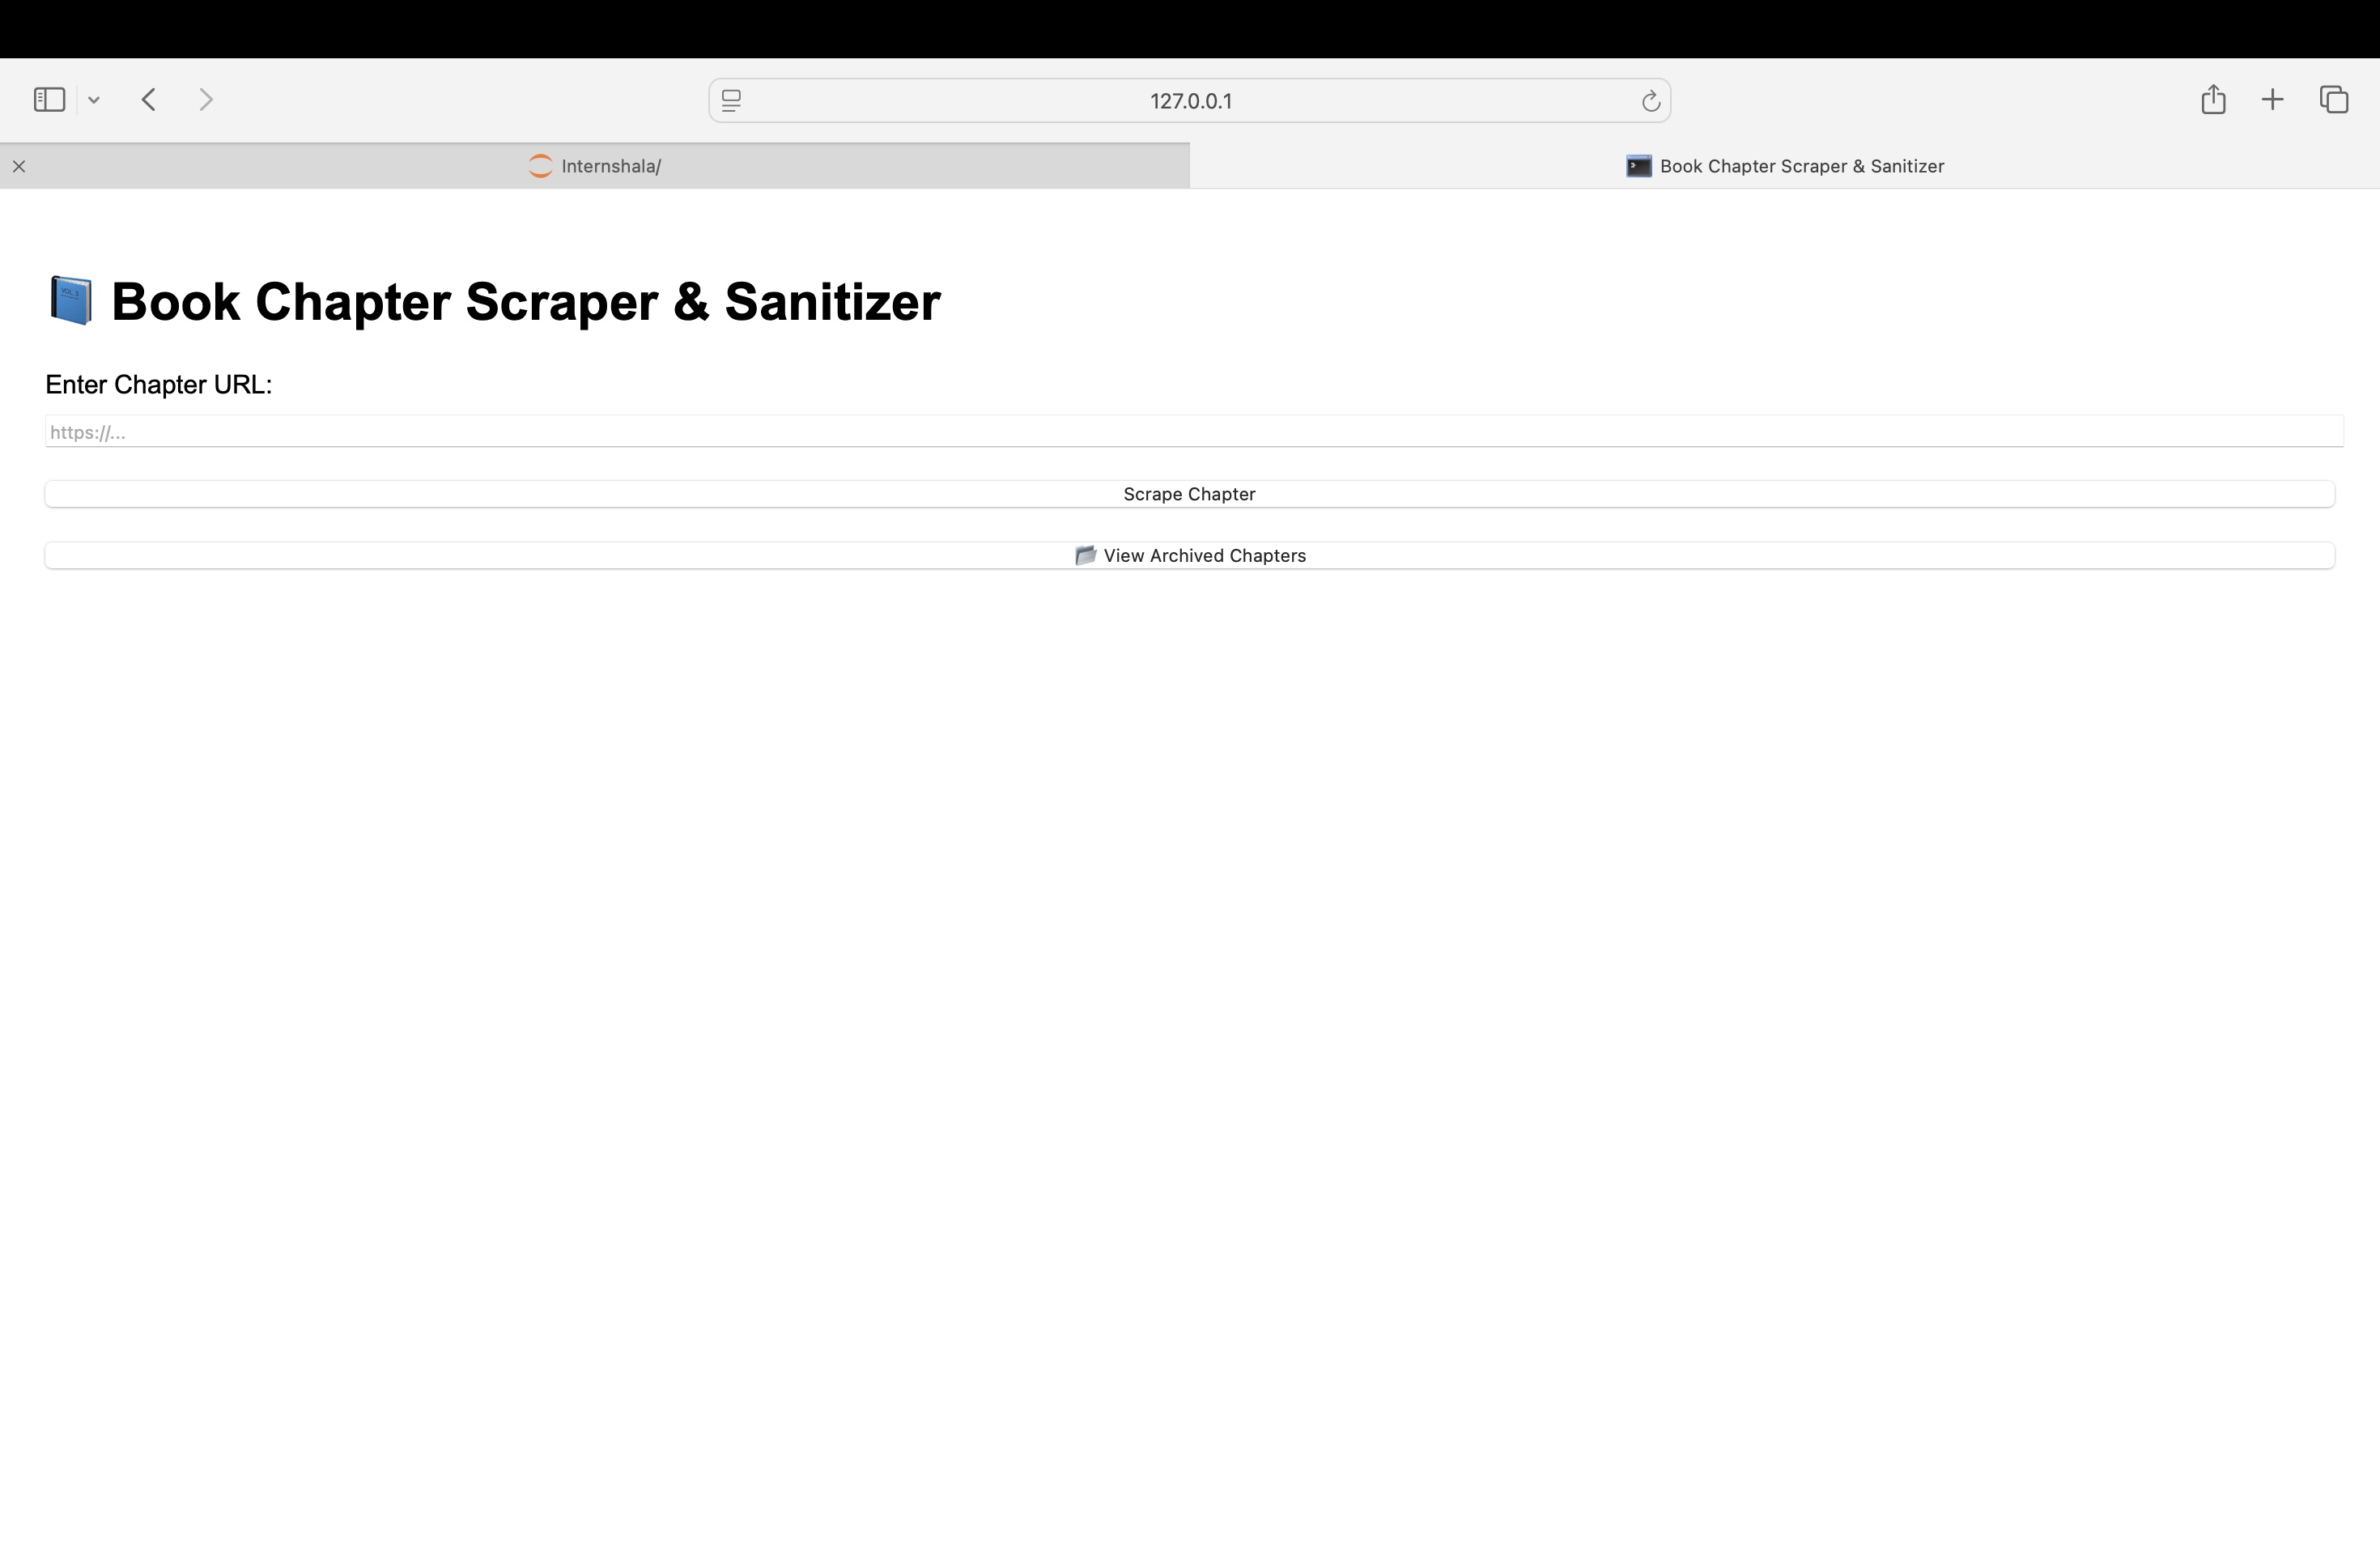 127.0.0.1
Internshala/
Book Chapter Scraper & Sanitizer
Book Chapter Scraper & Sanitizer
Enter Chapter URL:
https://...
Scrape Chapter
View Archived Chapters